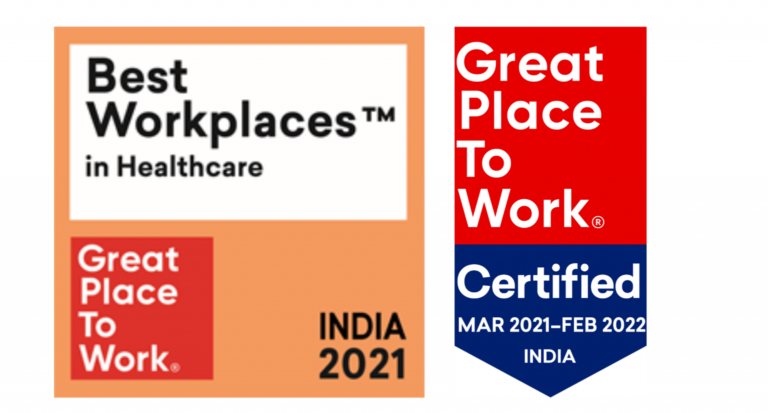 Best
Workplaces™
in Healthcare
Great
Place
To
Work®
INDIA
2021
Great
Place
To
Work®
Certified
MAR 2021–FEB 2022
INDIA